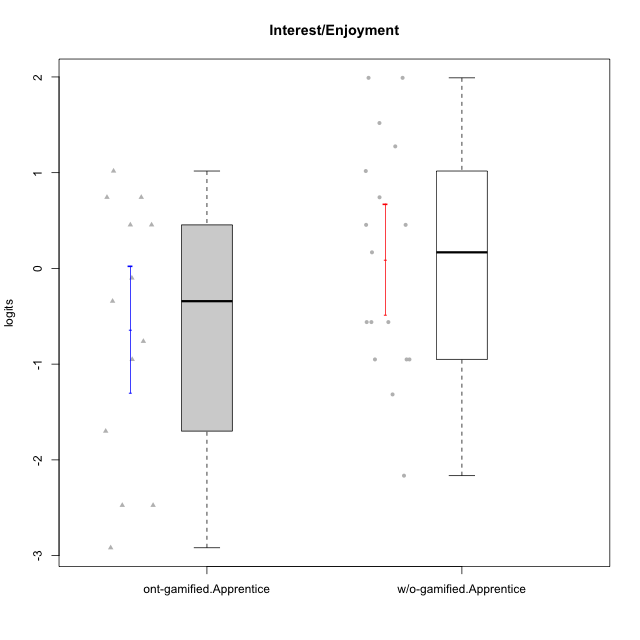 Interest/Enjoyment
logits
2
1
0
-1
-2
-3
ont-gamified.Apprentice
w/o-gamified.Apprentice